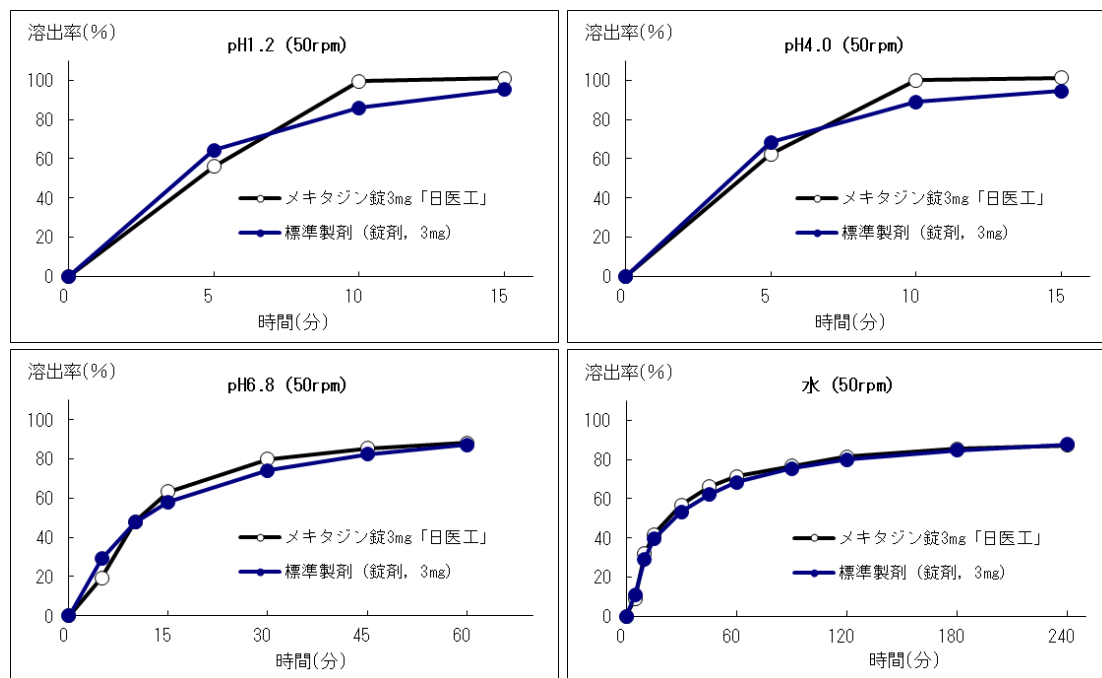 溶出率(%)
pH1.2 (50rpm)
100
80
60
40
20
0
0 5 10 15
メキタジン錠3mg「日医工」
標準製剤 (錠剤, 3mg)
時間(分)
溶出率(%)
pH4.0 (50rpm)
100
80
60
40
20
0
0 5 10 15
メキタジン錠3mg「日医工」
標準製剤 (錠剤, 3mg)
時間(分)
溶出率(%)
pH6.8 (50rpm)
100
80
60
40
20
0
0 15 30 45 60
メキタジン錠3mg「日医工」
標準製剤 (錠剤, 3mg)
時間(分)
溶出率(%)
水 (50rpm)
100
80
60
40
20
0
0 60 120 180 240
メキタジン錠3mg「日医工」
標準製剤 (錠剤, 3mg)
時間(分)